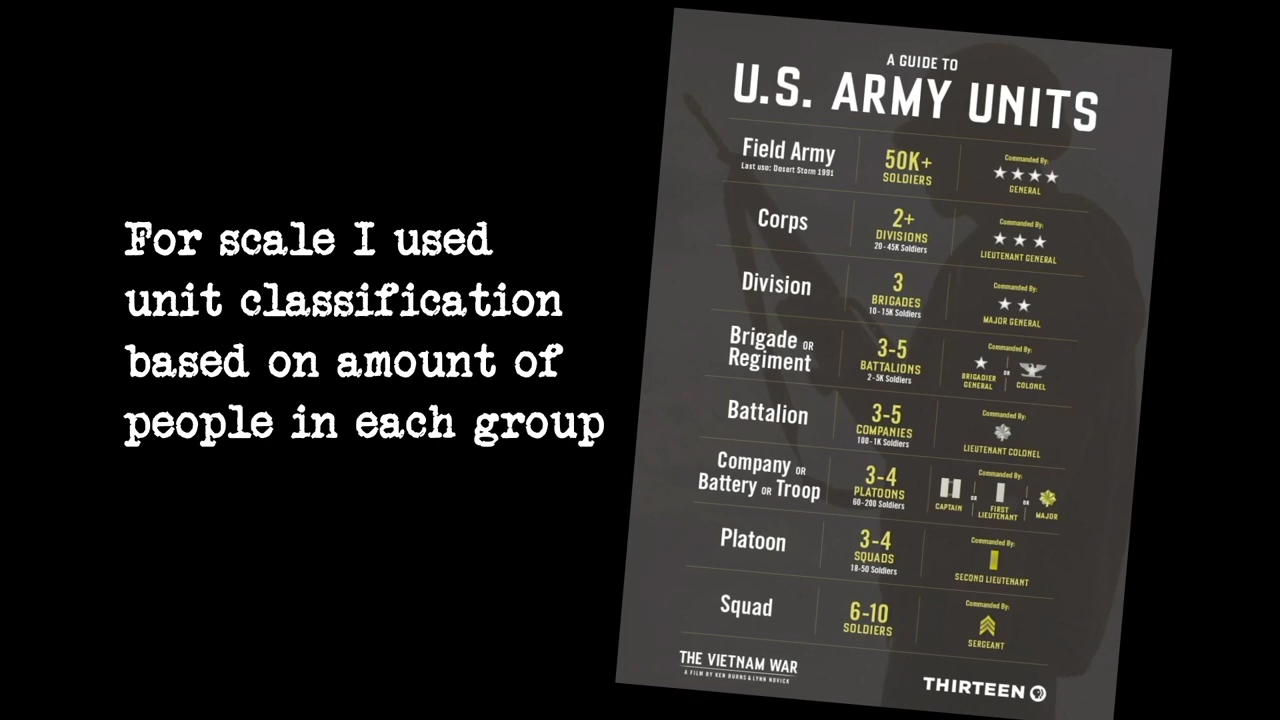 For scale I used
unit classification
based on amount of
people in each group
A GUIDE TO
U.S. ARMY UNITS
Field Army
Last use: Desert Storm 1991
50K+
SOLDIERS
Commanded By:
GENERAL
Corps
2+
DIVISIONS
20-45K Soldiers
Commanded By:
LIEUTENANT GENERAL
Division
3
BRIGADES
10-15K Soldiers
Commanded By:
MAJOR GENERAL
Brigade OR
Regiment
3-5
BATTALIONS
2-5K Soldiers
Commanded By:
BRIGADIER
GENERAL
OR
COLONEL
Battalion
3-5
COMPANIES
100-1K Soldiers
Commanded By:
LIEUTENANT COLONEL
Company OR
Battery OR Troop
3-4
PLATOONS
60-200 Soldiers
Commanded By:
CAPTAIN
OR
FIRST
LIEUTENANT
OR
MAJOR
Platoon
3-4
SQUADS
18-50 Soldiers
Commanded By:
SECOND LIEUTENANT
Squad
6-10
SOLDIERS
Commanded By:
SERGEANT
THE VIETNAM WAR
A FILM BY KEN BURNS & LYNN NOVICK
THIRTEEN